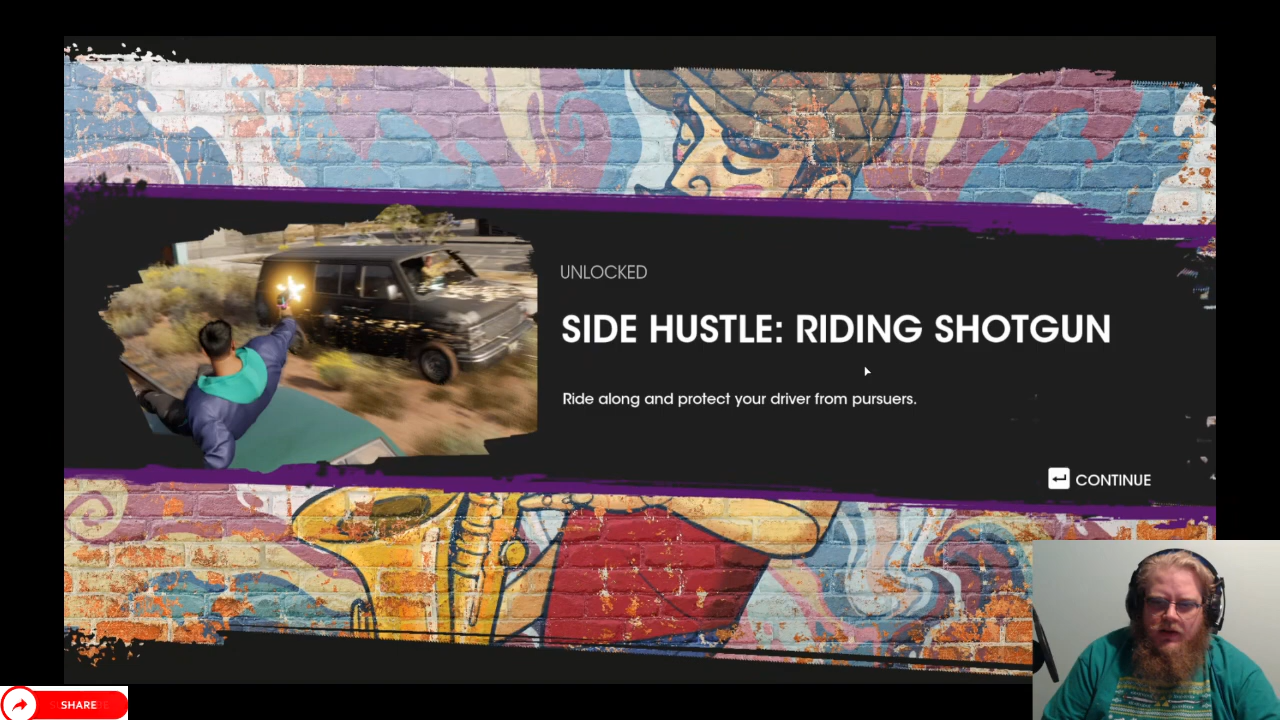 UNLOCKED
SIDE HUSTLE: RIDING SHOTGUN
Ride along and protect your driver from pursuers.
CONTINUE
SHARE